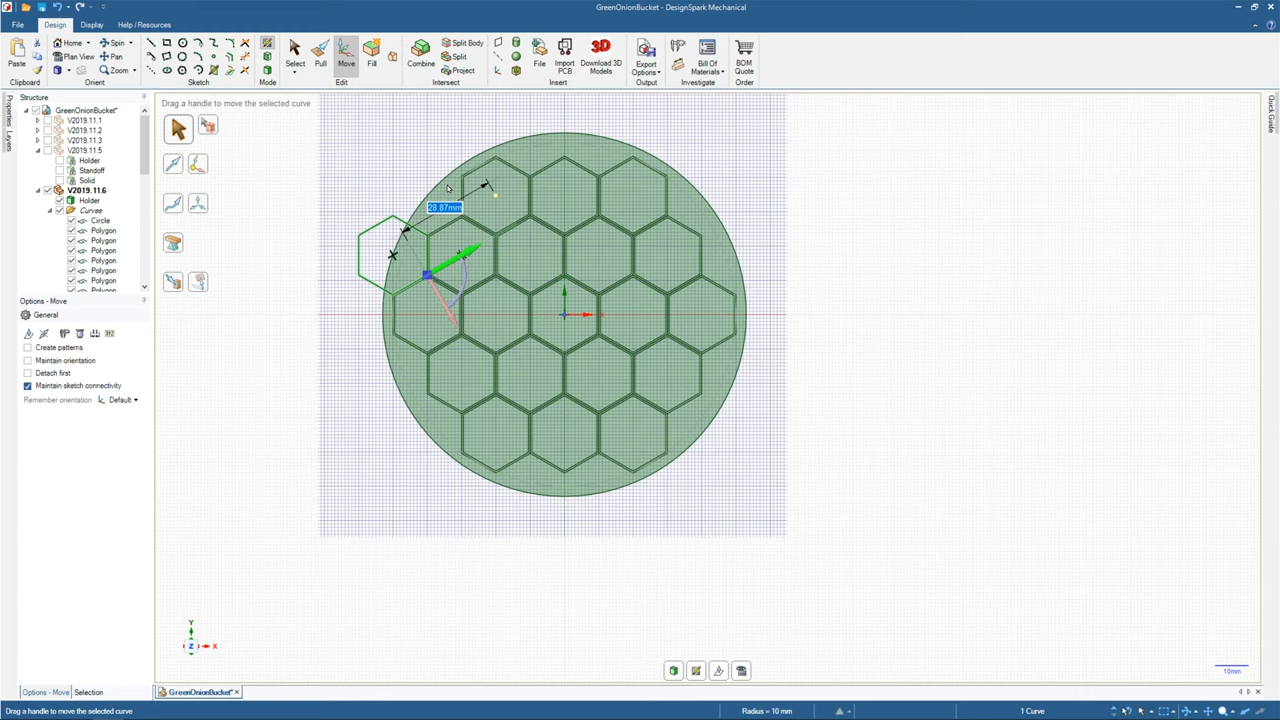 GreenOnionBucket - DesignSpark Mechanical
File Design Display Help / Resources
Paste Home Spin Select Pull Move Fill Combine Split Body File Import PCB Download 3D Models Export Options Bill Of Materials BOM Quote
Plan View Pan Split
Zoom Project
Clipboard Orient Sketch Mode Edit Intersect Insert Output Investigate Order
Structure
Drag a handle to move the selected curve
GreenOnionBucket*
V2019.11.1
V2019.11.2
V2019.11.3
V2019.11.5
Holder
Standoff
Solid
V2019.11.6
Holder
Curves
Circle
Polygon
Polygon
Polygon
Polygon
Polygon
Polygon
Polygon
Properties
Layers
Quick Guide
28.87mm
Options - Move
General
Create patterns
Maintain orientation
Detach first
Maintain sketch connectivity
Remember orientation Default
Y
Z X
10mm
Options - Move Selection
GreenOnionBucket*
Drag a handle to move the selected curve
Radius = 10 mm
1 Curve